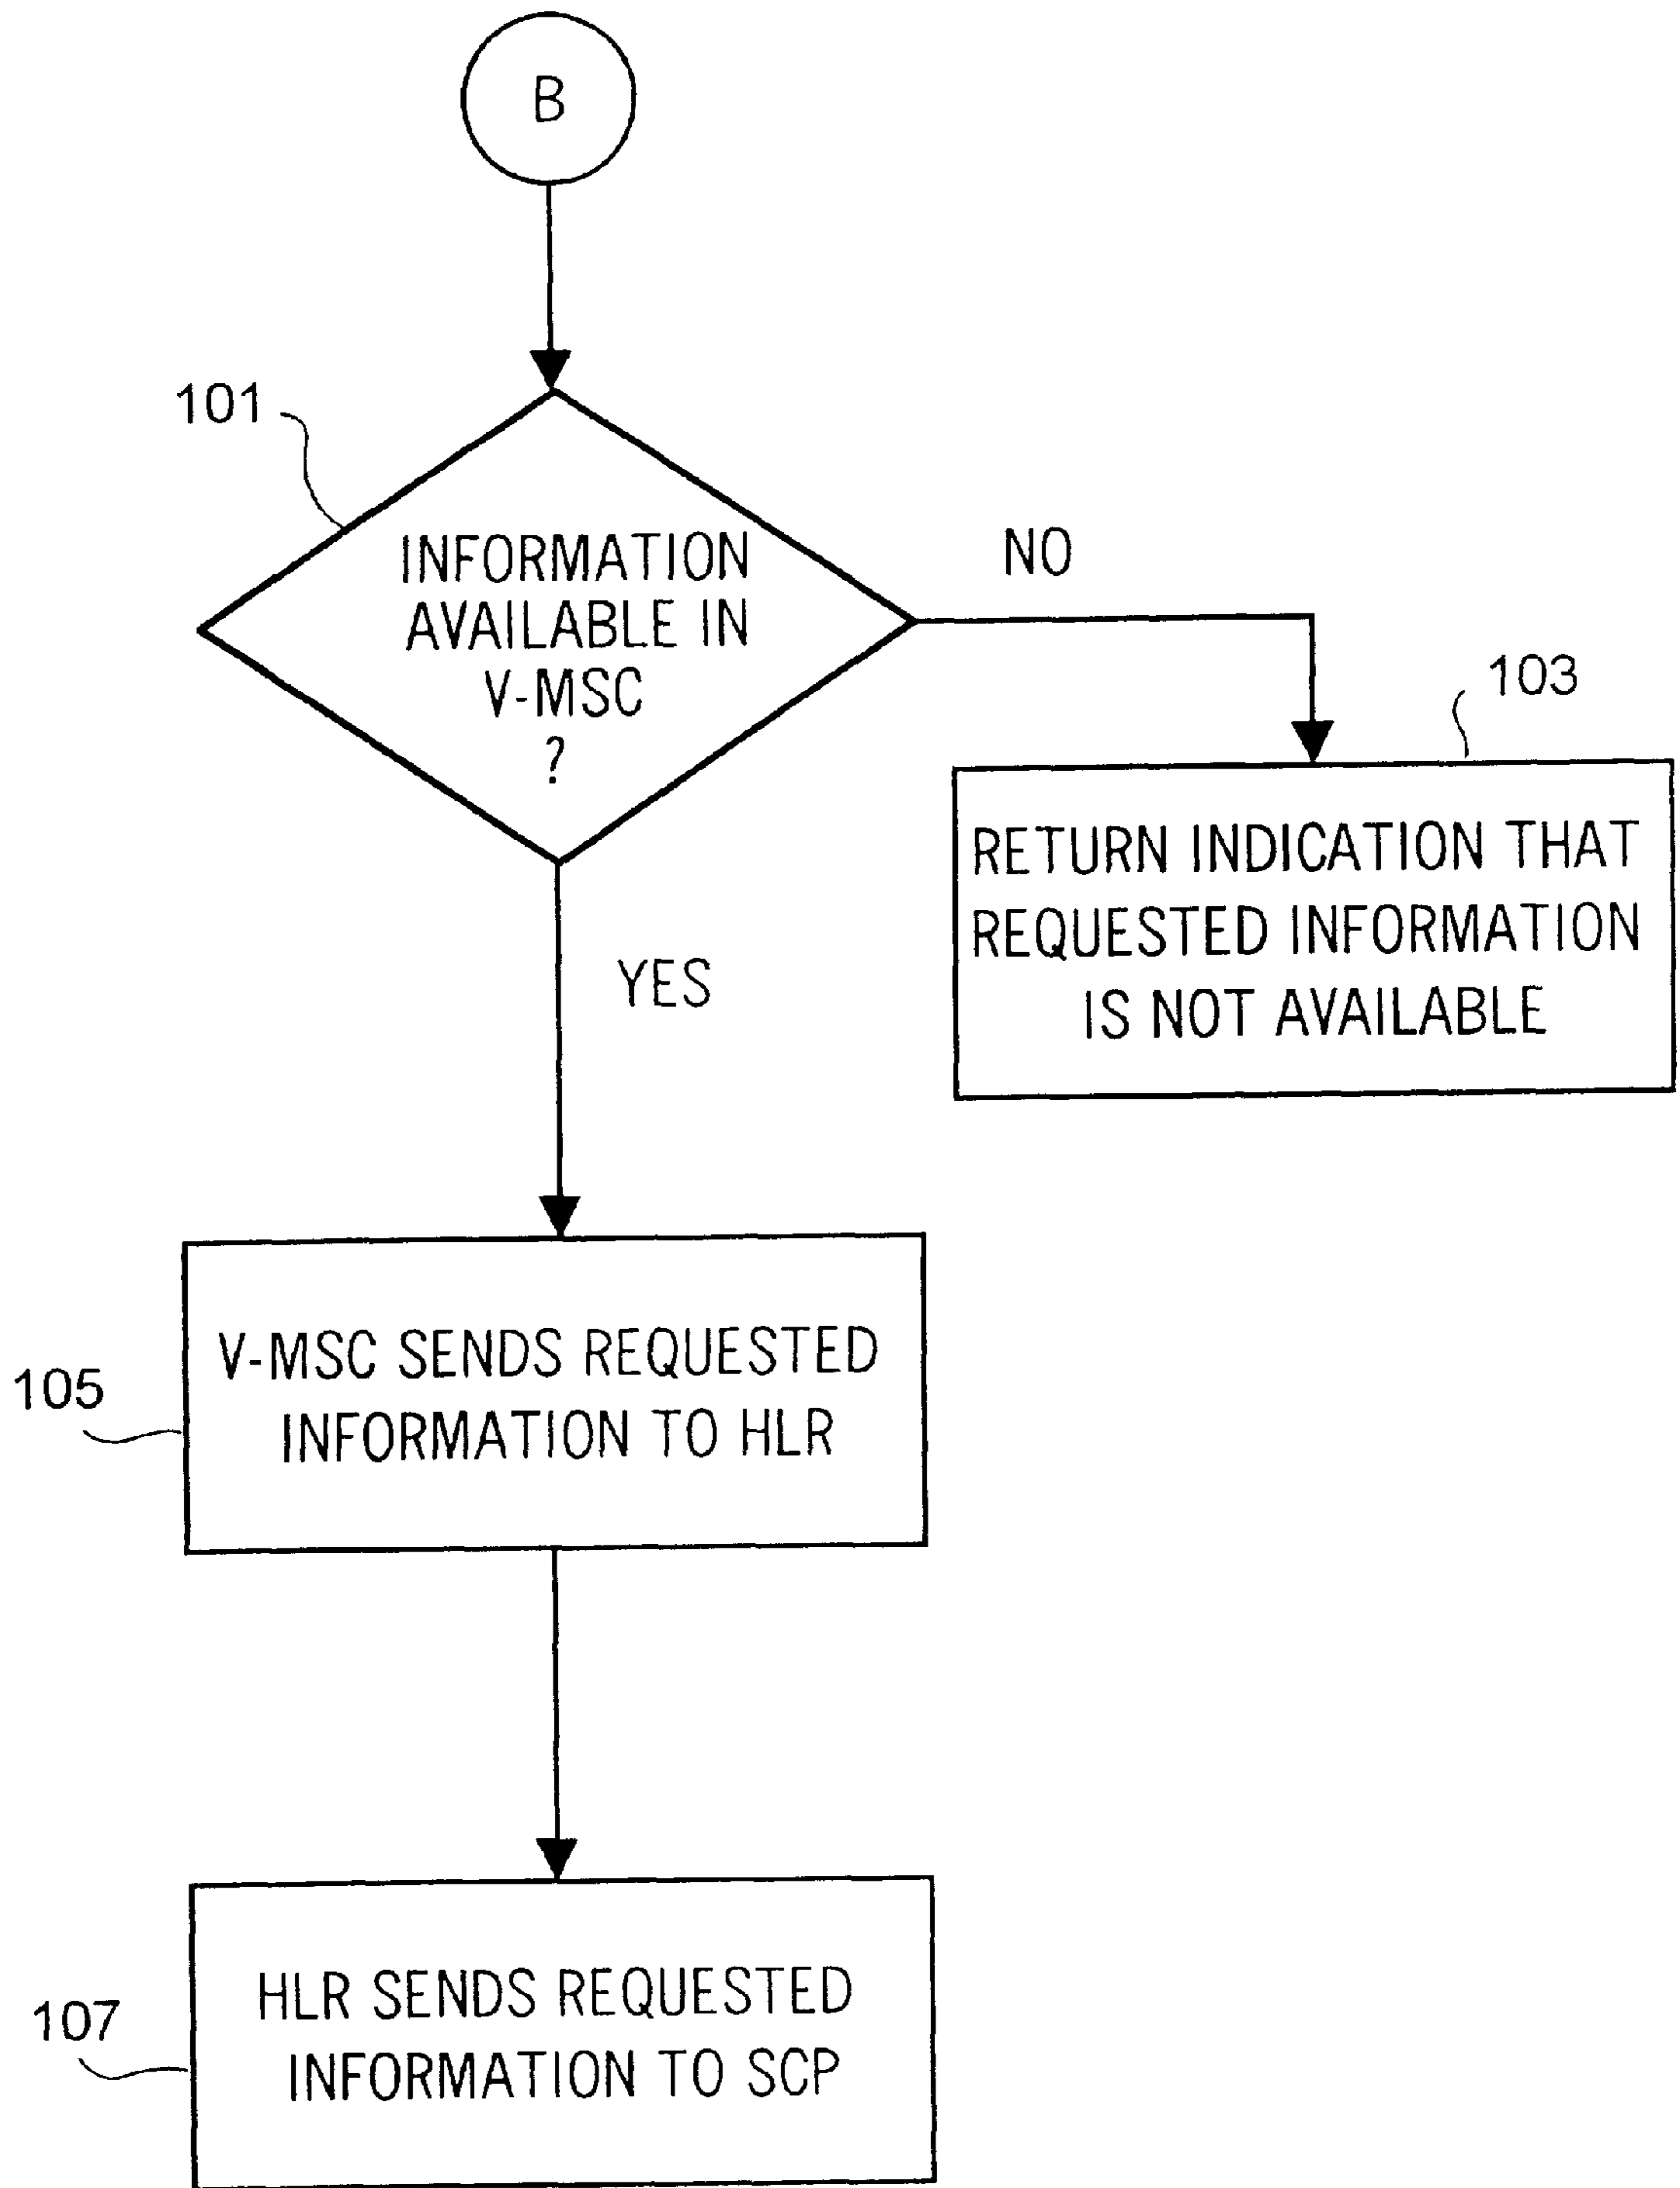 B
101
INFORMATION
AVAILABLE IN
V-MSC
?
NO
103
RETURN INDICATION THAT
REQUESTED INFORMATION
IS NOT AVAILABLE
YES
105
V-MSC SENDS REQUESTED
INFORMATION TO HLR
107
HLR SENDS REQUESTED
INFORMATION TO SCP